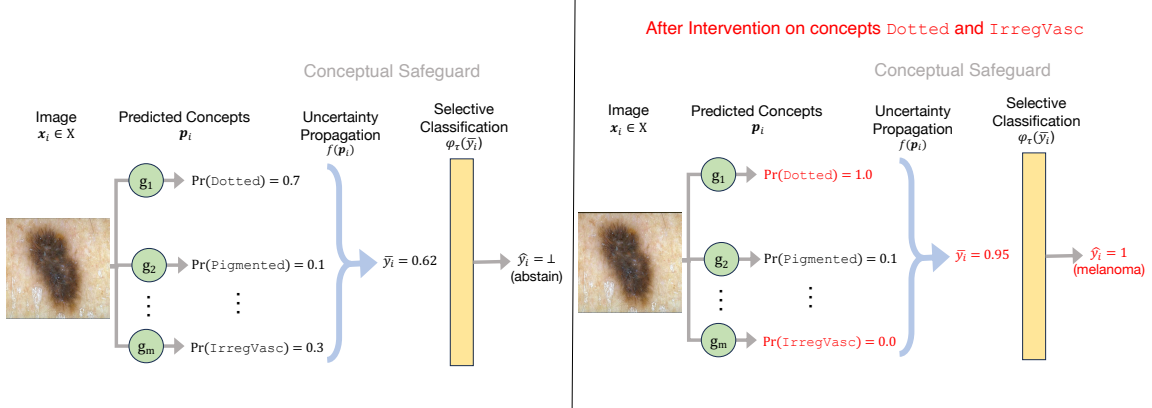 Conceptual Safeguard
Image
𝒙ᵢ ∈ X
Predicted Concepts
𝒑ᵢ
Uncertainty
Propagation
f(𝒑ᵢ)
Selective
Classification
φ_τ(ȳᵢ)
g₁
Pr(Dotted) = 0.7
g₂
Pr(Pigmented) = 0.1
ȳᵢ = 0.62
ŷᵢ = ⊥
(abstain)
gₘ
Pr(IrregVasc) = 0.3
After Intervention on concepts Dotted and IrregVasc
Conceptual Safeguard
Image
𝒙ᵢ ∈ X
Predicted Concepts
𝒑ᵢ
Uncertainty
Propagation
f(𝒑ᵢ)
Selective
Classification
φ_τ(ȳᵢ)
g₁
Pr(Dotted) = 1.0
g₂
Pr(Pigmented) = 0.1
ȳᵢ = 0.95
ŷᵢ = 1
(melanoma)
gₘ
Pr(IrregVasc) = 0.0